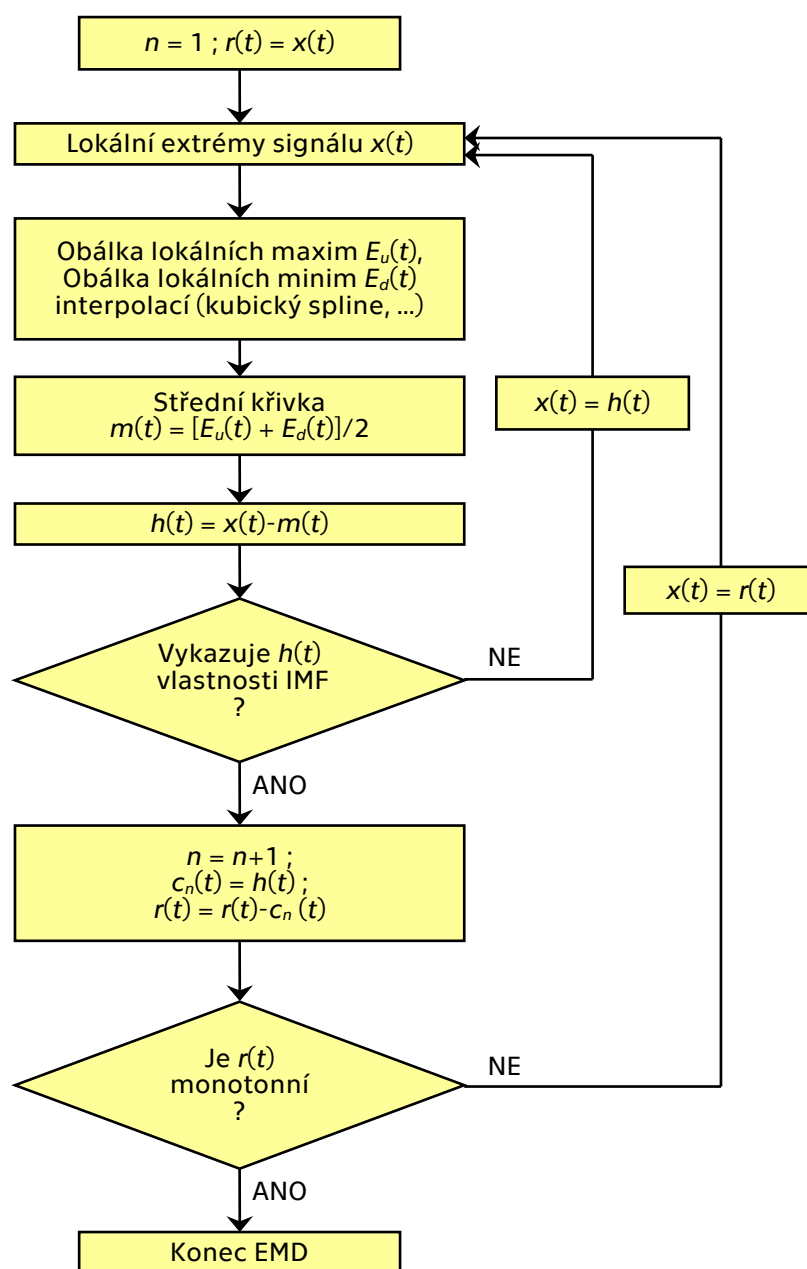 n = 1 ; r(t) = x(t)
Lokální extrémy signálu x(t)
Obálka lokálních maxim Eu(t),
Obálka lokálních minim Ed(t)
interpolací (kubický spline, ...)
Střední křivka
m(t) = [Eu(t) + Ed(t)]/2
x(t) = h(t)
h(t) = x(t)-m(t)
x(t) = r(t)
Vykazuje h(t)
vlastnosti IMF
?
NE
ANO
n = n+1 ;
cn(t) = h(t) ;
r(t) = r(t)-cn (t)
Je r(t)
monotonní
?
NE
ANO
Konec EMD